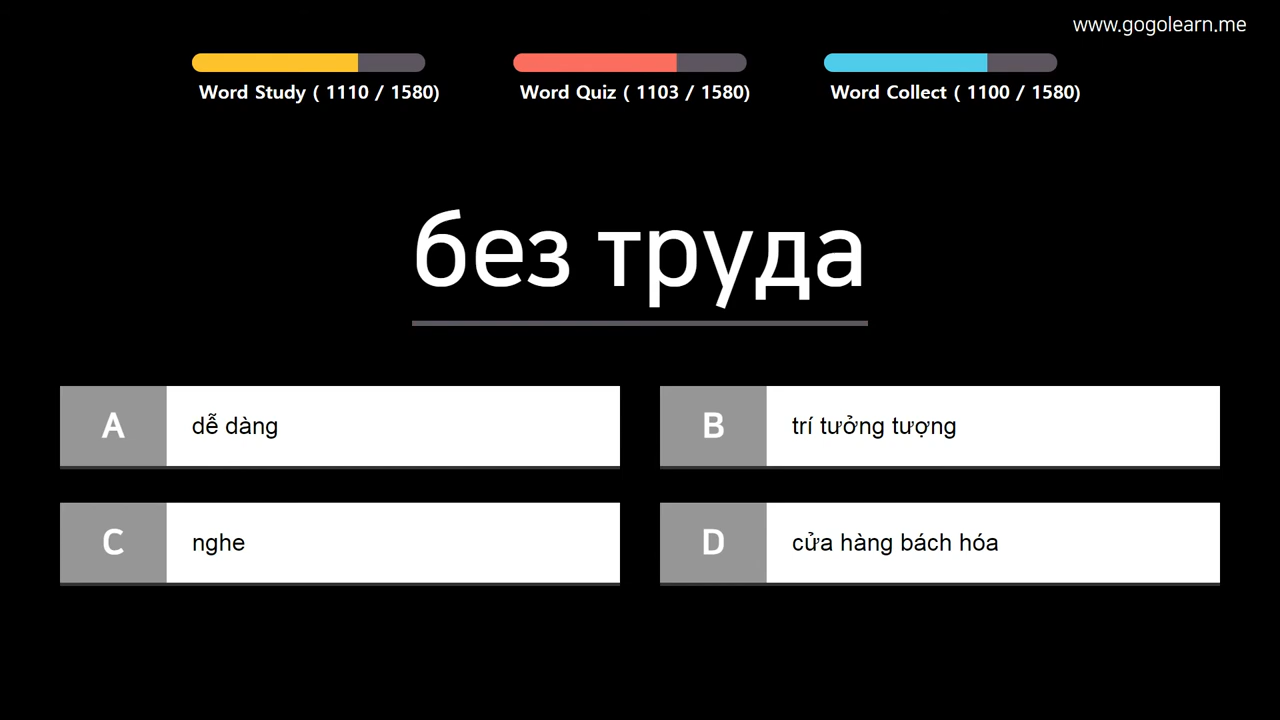 www.gogolearn.me
Word Study ( 1110 / 1580)
Word Quiz ( 1103 / 1580)
Word Collect ( 1100 / 1580)
без труда
A dễ dàng
B trí tưởng tượng
C nghe
D cửa hàng bách hóa